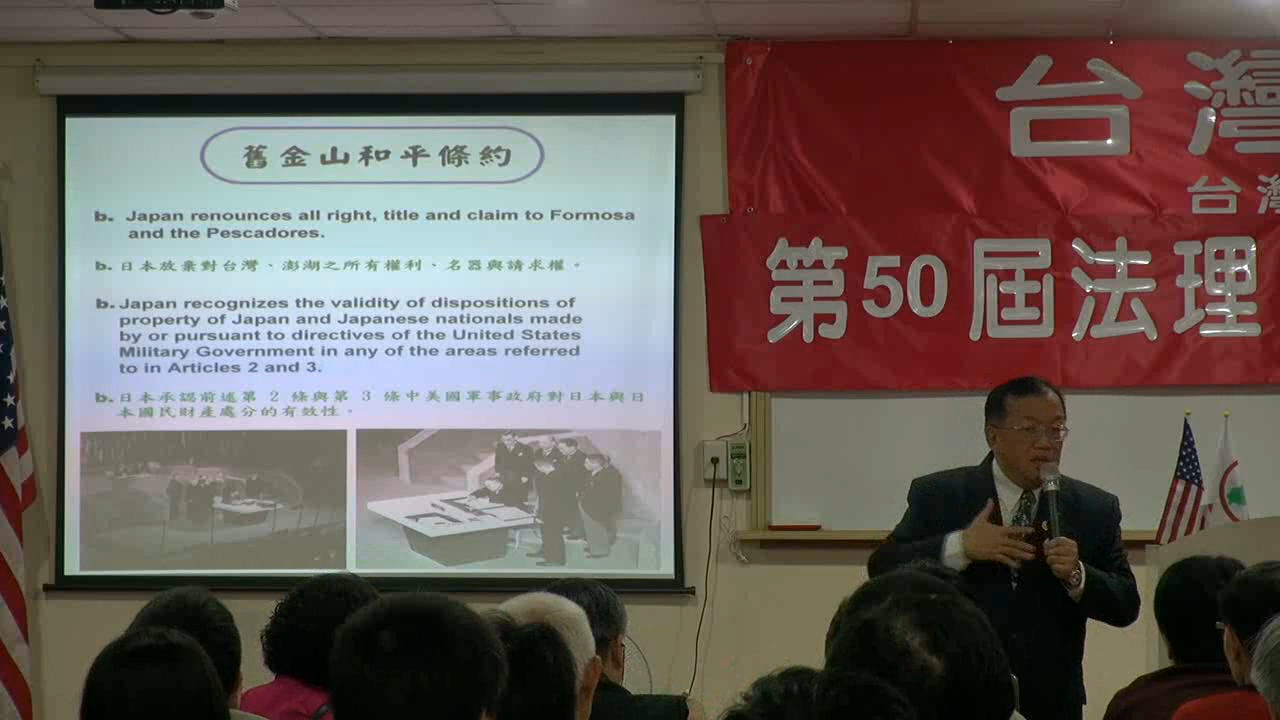 舊金山和平條約
b. Japan renounces all right, title and claim to Formosa
and the Pescadores.
b. 日本放棄對台灣、澎湖之所有權利、名器與請求權。
b. Japan recognizes the validity of dispositions of
property of Japan and Japanese nationals made
by or pursuant to directives of the United States
Military Government in any of the areas referred
to in Articles 2 and 3.
b. 日本承認前述第 2 條與第 3 條中美國軍事政府對日本與日
本國民財產處分的有效性。
台灣
台灣
第50屆法理